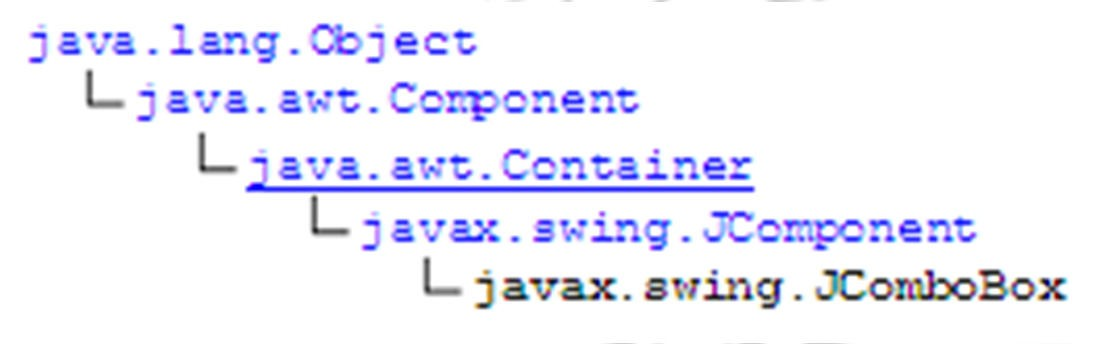 java.lang.Object
java.awt.Component
java.awt.Container
javax.swing.JComponent
javax.swing.JComboBox